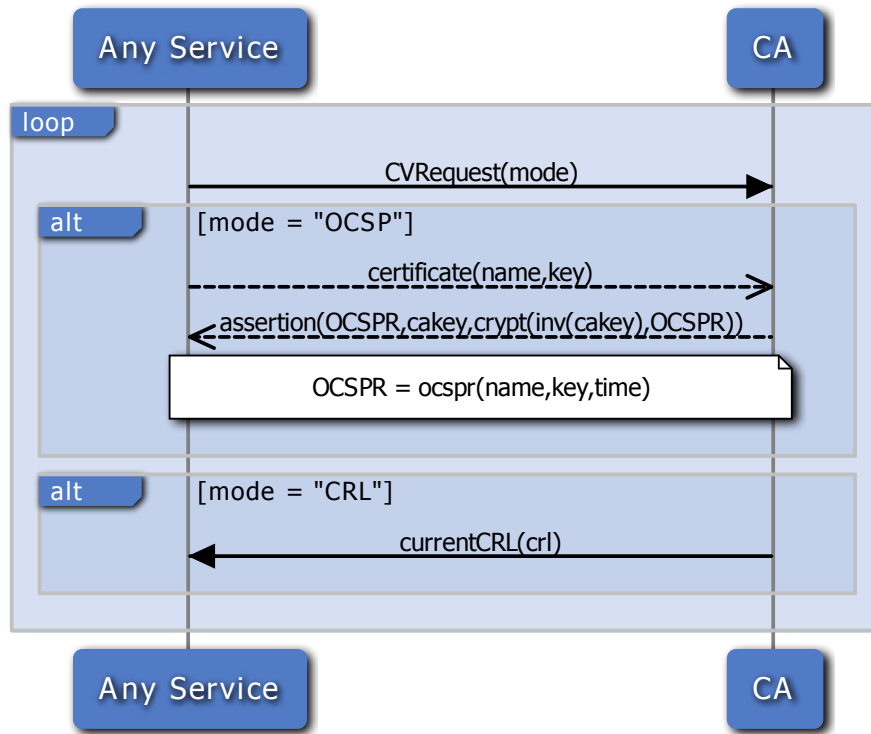 Any Service
CA
loop
CVRequest(mode)
alt
[mode = "OCSP"]
certificate(name,key)
assertion(OCSPR,cakey,crypt(inv(cakey),OCSPR))
OCSPR = ocspr(name,key,time)
alt
[mode = "CRL"]
currentCRL(crl)
Any Service
CA